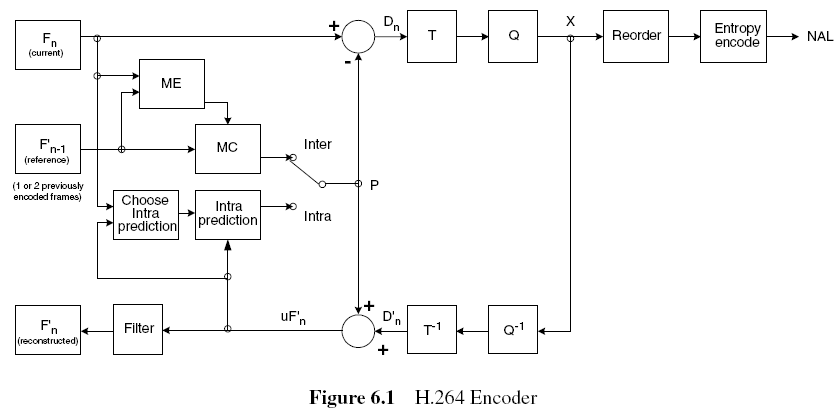 Fn
(current)
+
-
Dn
T
Q
X
Reorder
Entropy
encode
NAL
ME
F'n-1
(reference)
(1 or 2 previously
encoded frames)
MC
Inter
P
Choose
Intra
prediction
Intra
prediction
Intra
F'n
(reconstructed)
Filter
uF'n
+
+
D'n
T-1
Q-1
Figure 6.1 H.264 Encoder